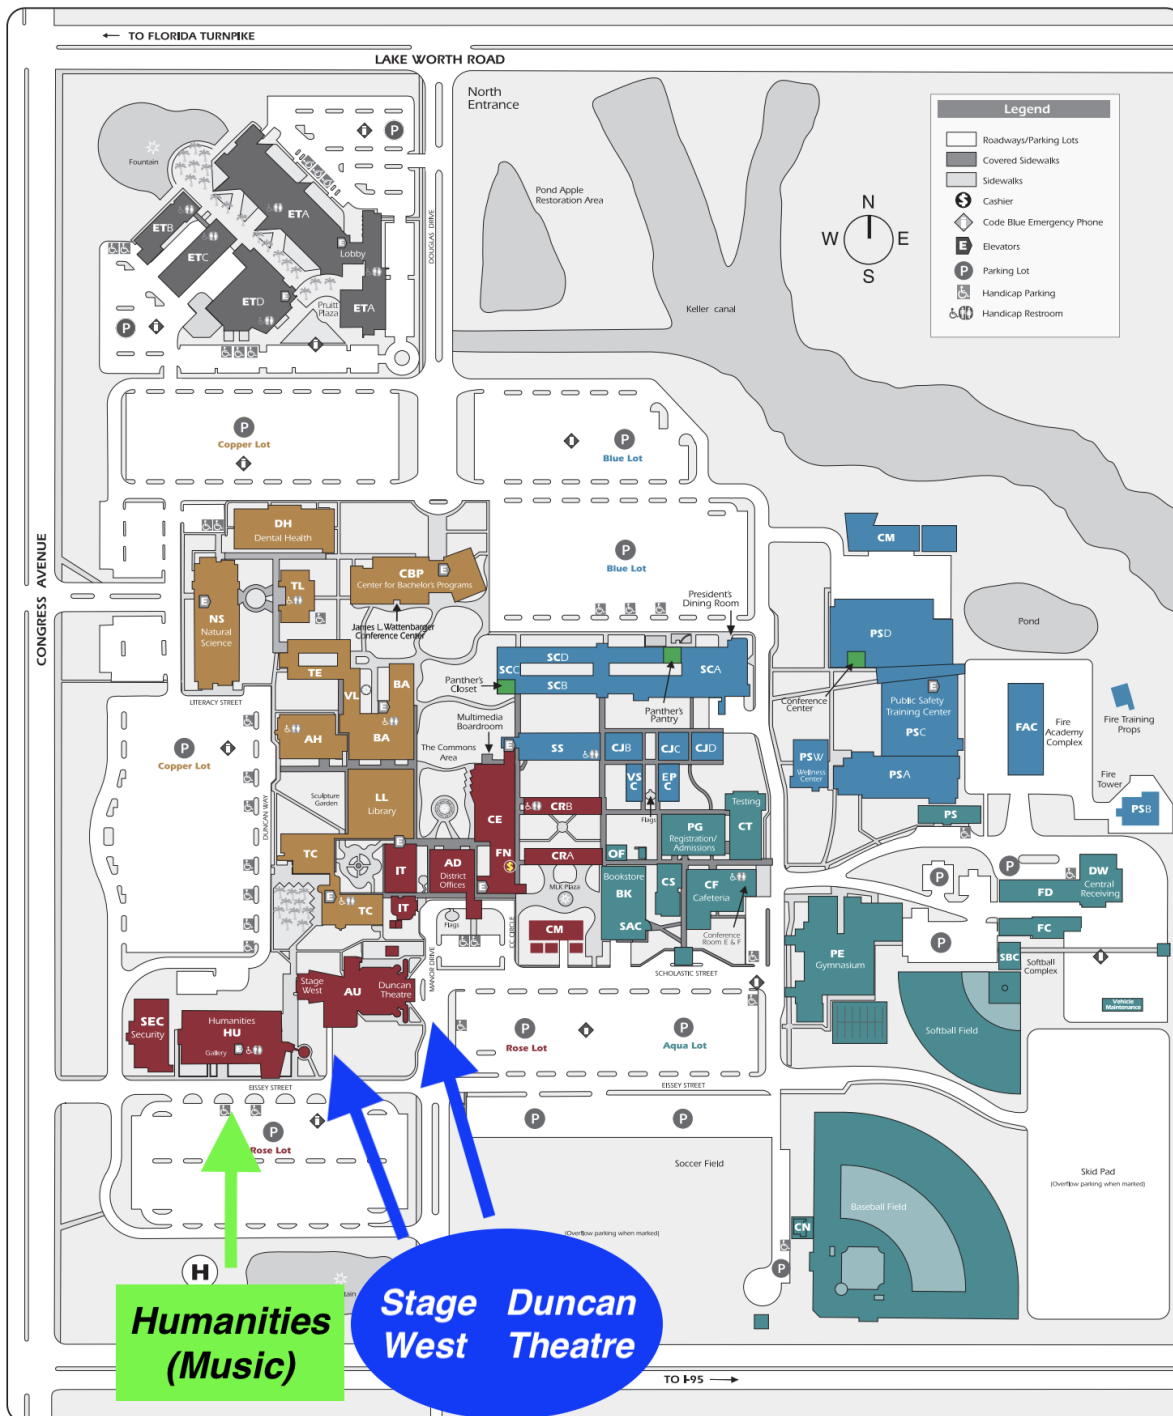 ← TO FLORIDA TURNPIKE
LAKE WORTH ROAD
North
Entrance
Legend
Roadways/Parking Lots
Covered Sidewalks
Sidewalks
$ Cashier
Code Blue Emergency Phone
E Elevators
P Parking Lot
Handicap Parking
Handicap Restroom
N
W E
S
Fountain
P
Pond Apple
Restoration Area
ETA
ETB
ETC
E
Lobby
ETD
E
ETA
Pruitt
Plaza
P
DOUGLAS DRIVE
Keller canal
P
Copper Lot
P
Blue Lot
CONGRESS AVENUE
DH
Dental Health
P
Blue Lot
CM
CBP
E
Center for Bachelor's Programs
TL
E
NS
Natural
Science
James L. Wattenbarger
Conference Center
President's
Dining Room
Pond
PSD
SCD
SCC
SCA
SCB
TE
VL
BA
E
BA
AH
LITERACY STREET
Panther's
Closet
Panther's
Pantry
Conference
Center
E
Public Safety
Training Center
PSC
FAC
Fire
Academy
Complex
Fire Training
Props
Multimedia
Boardroom
The Commons
Area
E
SS
CJB
CJC
CJD
PSW
Wellness
Center
PSA
Fire
Tower
PSB
P
Copper Lot
DUNCAN WAY
Sculpture
Garden
LL
Library
VS
C
EP
C
Flags
Testing
CT
CE
CRB
PS
PG
Registration/
Admissions
TC
E
IT
AD
District
Offices
FN
$
E
CRA
OF
MLK Plaza
Bookstore
BK
SAC
CS
CF
Cafeteria
Conference
Room E & F
P
P
DW
Central
Receiving
FD
E
TC
IT
Flags
CC CIRCLE
CM
MANOR DRIVE
SCHOLASTIC STREET
PE
Gymnasium
P
FC
SBC
Softball
Complex
Stage
West
AU
Duncan
Theatre
Vehicle
Maintenance
SEC
Security
Humanities
HU
Gallery
E
P
Rose Lot
P
Aqua Lot
Softball Field
EISSEY STREET
EISSEY STREET
P
Rose Lot
P
P
Soccer Field
Skid Pad
(Overflow parking when marked)
Baseball Field
(Overflow parking when marked)
CN
P
H
Humanities
(Music)
Stage Duncan
West Theatre
TO I-95 →